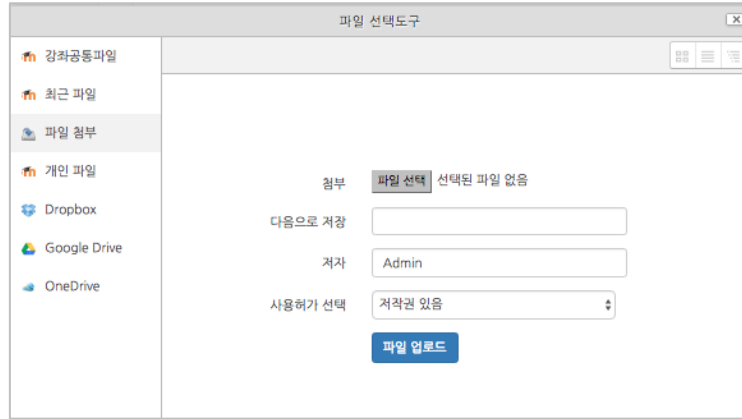 파일 선택도구
강좌공통파일
최근 파일
파일 첨부
개인 파일
Dropbox
Google Drive
OneDrive
첨부 파일 선택 선택된 파일 없음
다음으로 저장
저자 Admin
사용허가 선택 저작권 있음
파일 업로드